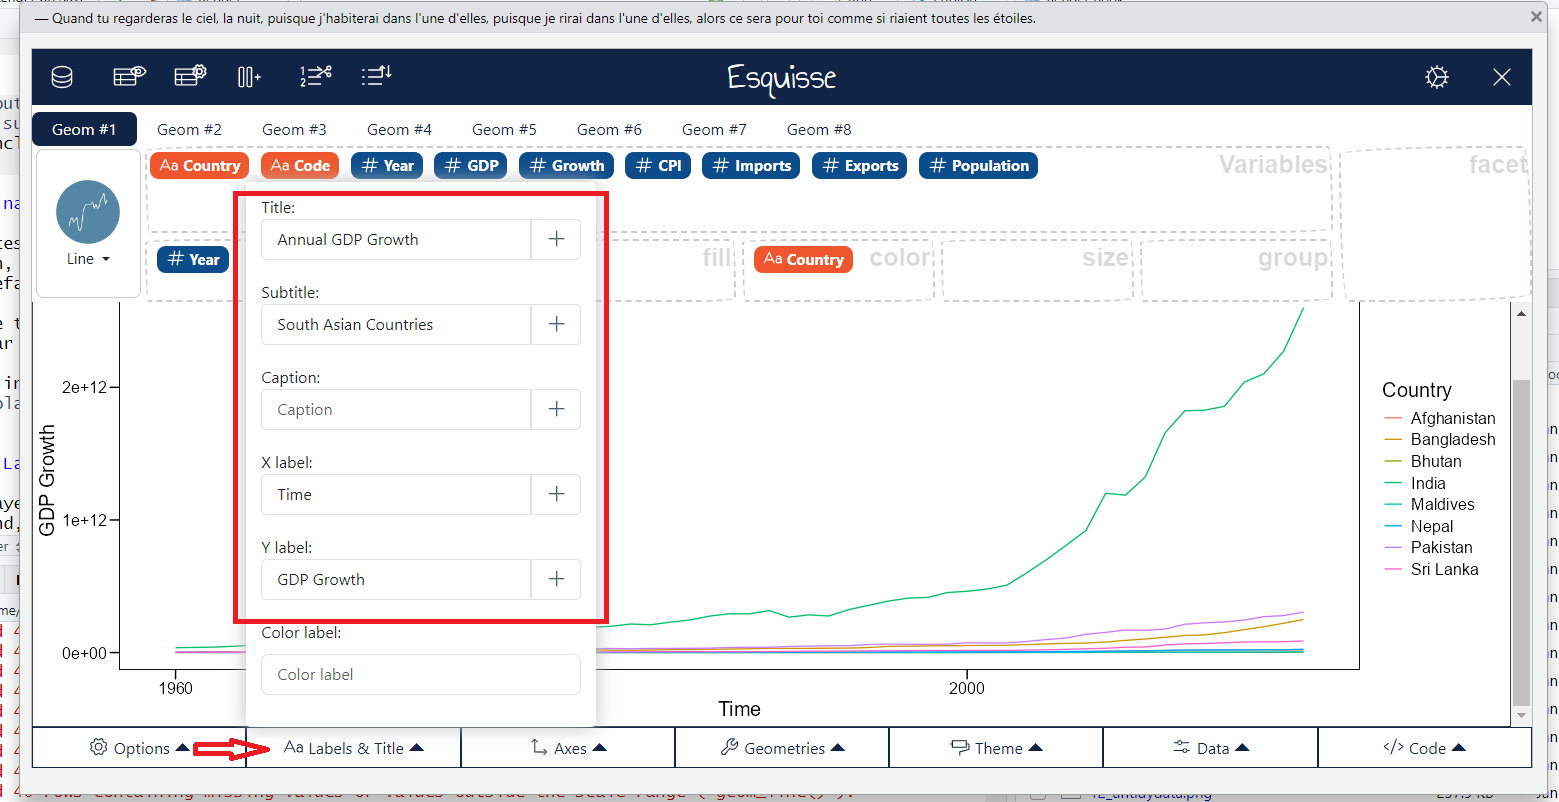 — Quand tu regarderas le ciel, la nuit, puisque j'habiterai dans l'une d'elles, puisque je rirai dans l'une d'elles, alors ce sera pour toi comme si riaient toutes les étoiles.
Esquisse
Geom #1 Geom #2 Geom #3 Geom #4 Geom #5 Geom #6 Geom #7 Geom #8
Aa Country Aa Code # Year # GDP # Growth # CPI # Imports # Exports # Population Variables facet
Line
# Year fill Aa Country color size group
Title:
Annual GDP Growth
Subtitle:
South Asian Countries
Caption:
Caption
X label:
Time
Y label:
GDP Growth
Color label:
Color label
GDP Growth
2e+12
1e+12
0e+00
1960 2000
Time
Country
Afghanistan
Bangladesh
Bhutan
India
Maldives
Nepal
Pakistan
Sri Lanka
Options Aa Labels & Title Axes Geometries Theme Data </> Code